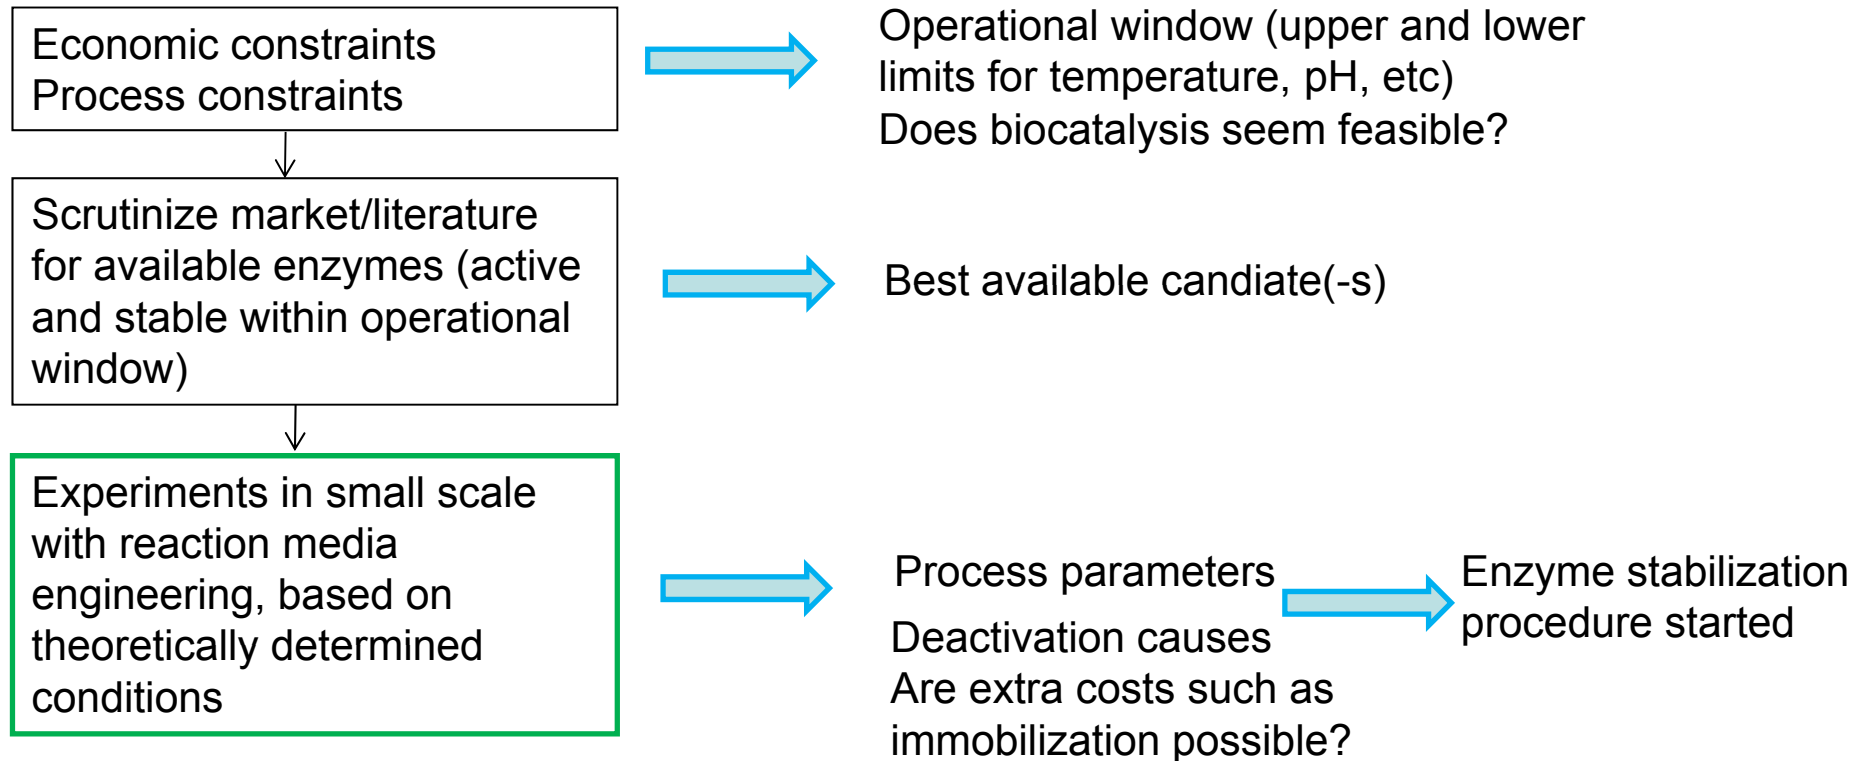 Economic constraints
Process constraints
Operational window (upper and lower
limits for temperature, pH, etc)
Does biocatalysis seem feasible?
Scrutinize market/literature
for available enzymes (active
and stable within operational
window)
Best available candiate(-s)
Experiments in small scale
with reaction media
engineering, based on
theoretically determined
conditions
Process parameters
Deactivation causes
Are extra costs such as
immobilization possible?
Enzyme stabilization
procedure started